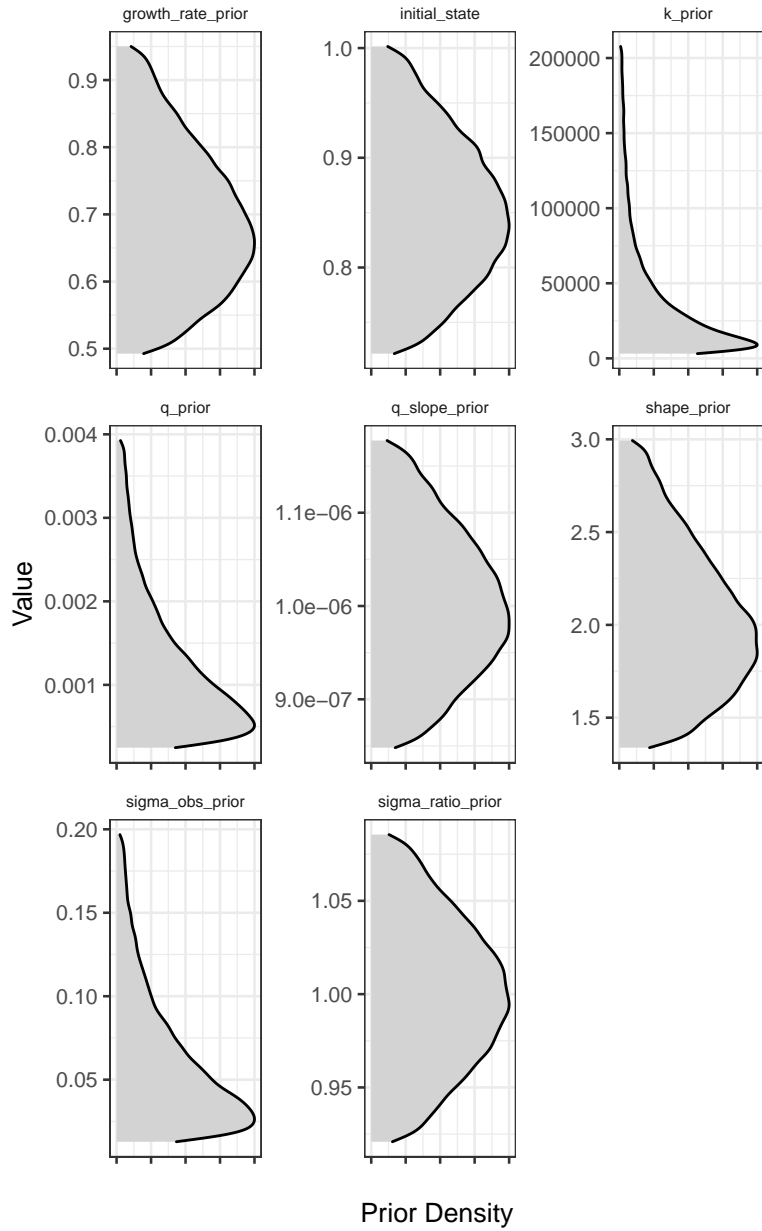 growth_rate_prior
initial_state
k_prior
0.9
0.8
0.7
0.6
0.5
1.0
0.9
0.8
200000
150000
100000
50000
0
q_prior
q_slope_prior
shape_prior
0.004
0.003
0.002
0.001
1.1e-06
1.0e-06
9.0e-07
3.0
2.5
2.0
1.5
Value
sigma_obs_prior
sigma_ratio_prior
0.20
0.15
0.10
0.05
1.05
1.00
0.95
Prior Density